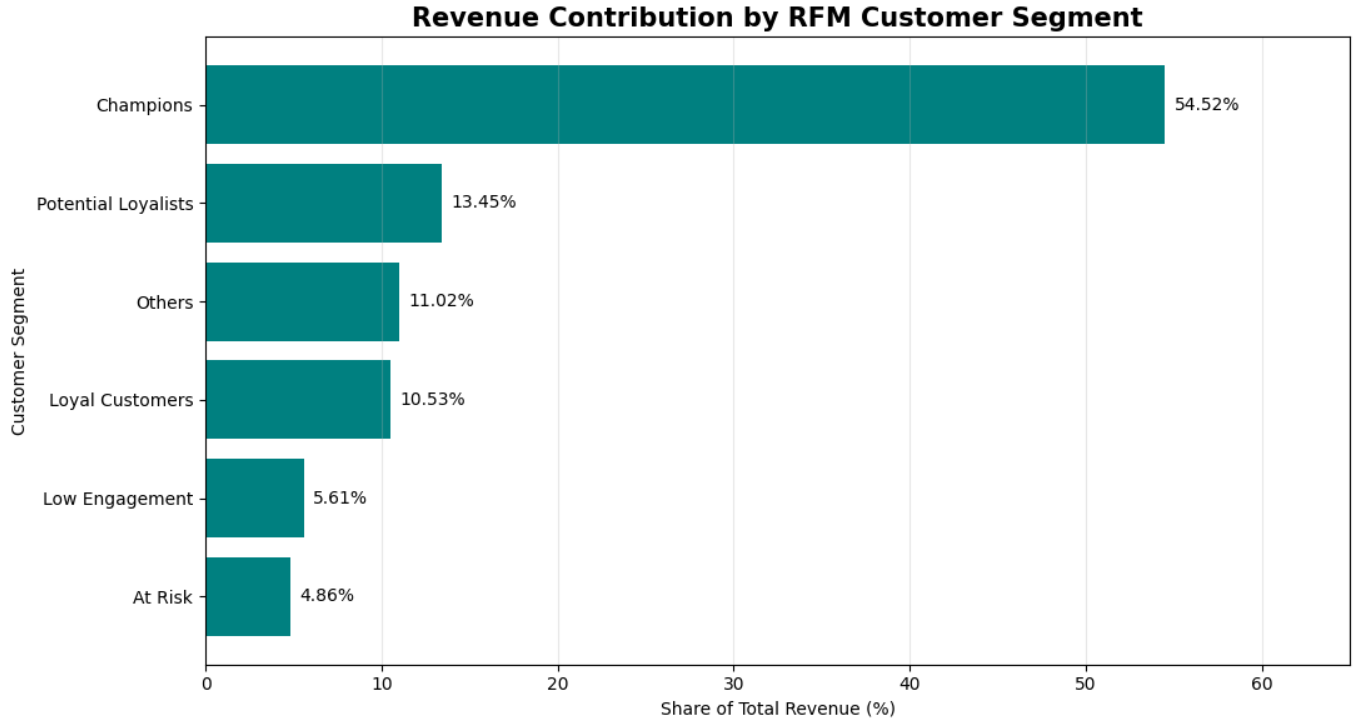 Revenue Contribution by RFM Customer Segment
Customer Segment
Champions
54.52%
Potential Loyalists
13.45%
Others
11.02%
Loyal Customers
10.53%
Low Engagement
5.61%
At Risk
4.86%
0 10 20 30 40 50 60
Share of Total Revenue (%)